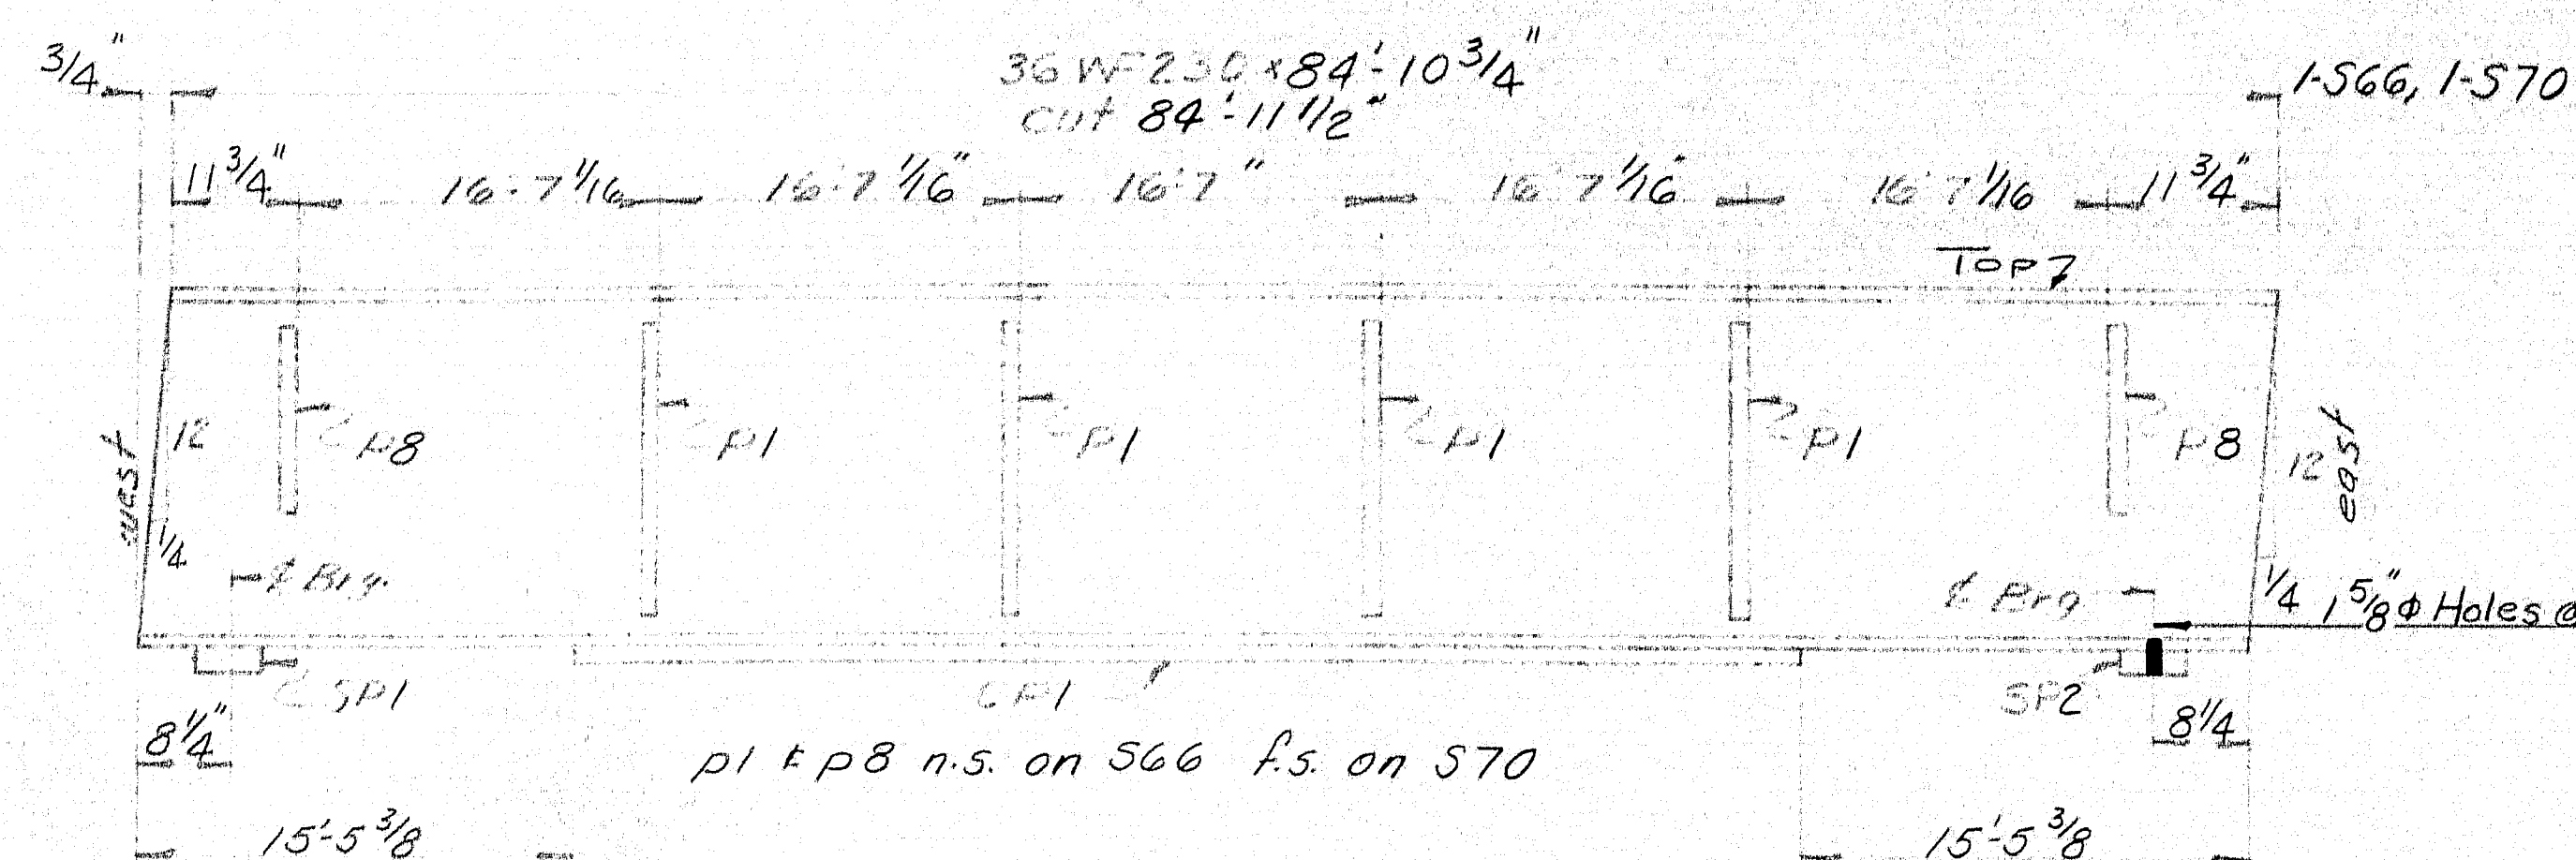 3/4"
36 WF 230 x 84'-10 3/4"
1-S66, 1-S70
cut 84'-11 1/2"
11 3/4" 16'-7 1/16 16'-7 1/16" 16'-7" 16'-7 1/16" 16'-7 1/16 11 3/4"
Top
west 12 p8 p1 p1 p1 p1 p8 12 east
1/4 ℄ Brg. ℄ Brg 1/4 1 5/8" Φ Holes @
SP1 CP1 SP2
8 1/4" 8 1/4
p1 & p8 n.s. on S66 f.s. on S70
15'-5 3/8 15'-5 3/8